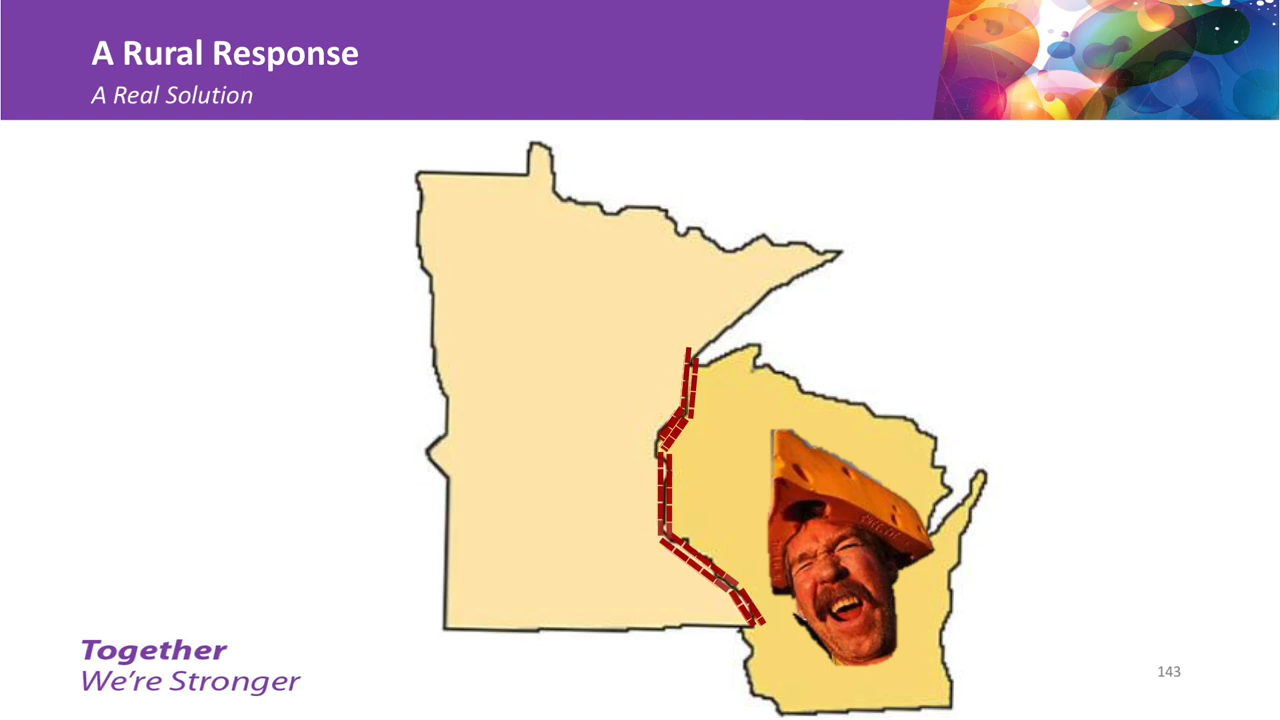 A Rural Response
A Real Solution
Together
We're Stronger
143